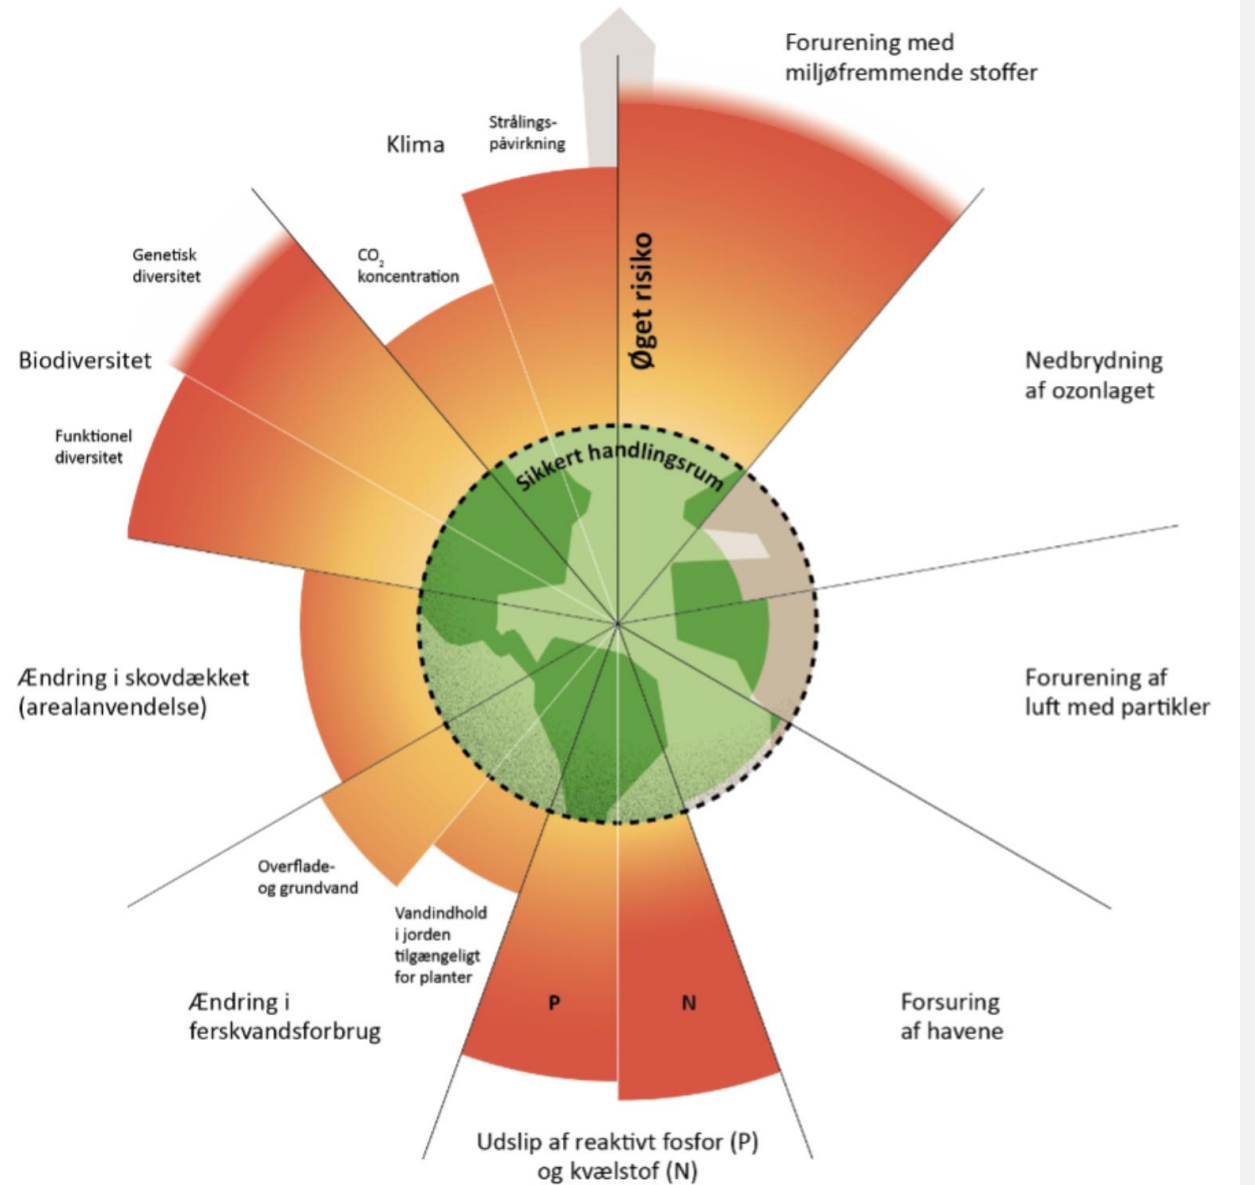 Forurening med
miljøfremmende stoffer
Strålings-
påvirkning
Klima
Øget risiko
Genetisk
diversitet
CO₂
koncentration
Biodiversitet
Nedbrydning
af ozonlaget
Funktionel
diversitet
Sikkert handlingsrum
Ændring i skovdækket
(arealanvendelse)
Forurening af
luft med partikler
Overflade-
og grundvand
Vandindhold
i jorden
tilgængeligt
for planter
Ændring i
ferskvandsforbrug
P
N
Forsuring
af havene
Udslip af reaktivt fosfor (P)
og kvælstof (N)